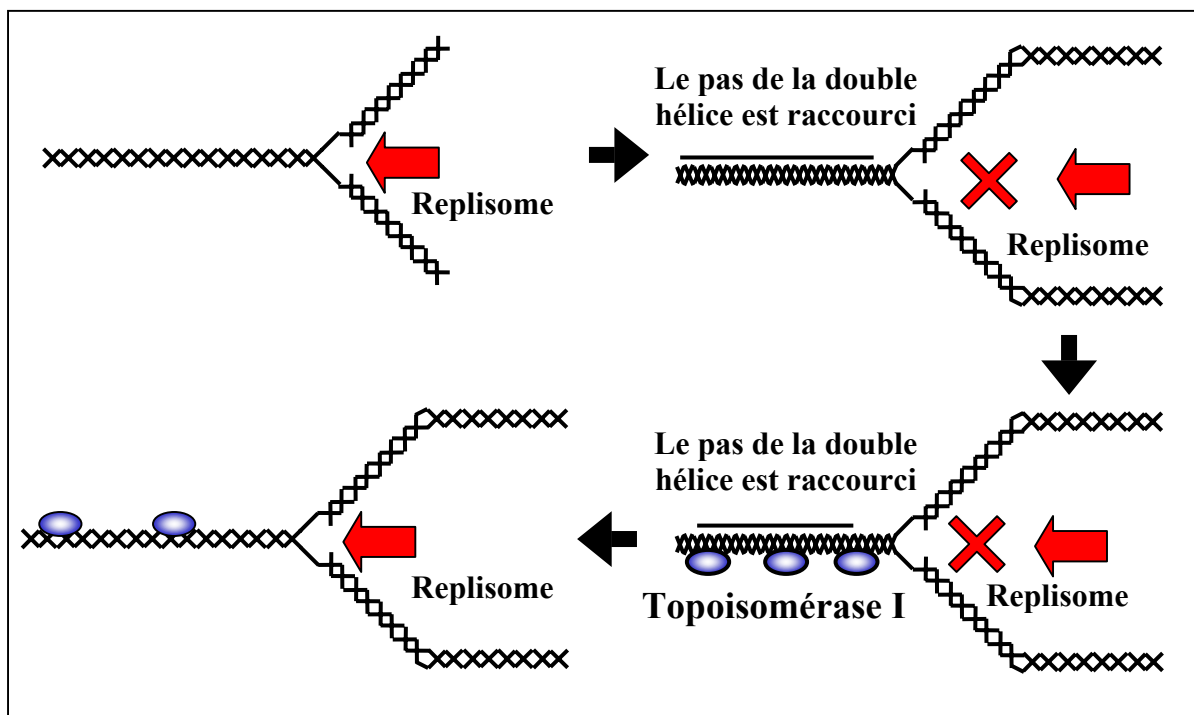 Replisome
Le pas de la double
hélice est raccourci
Replisome
Replisome
Le pas de la double
hélice est raccourci
Topoisomérase I
Replisome